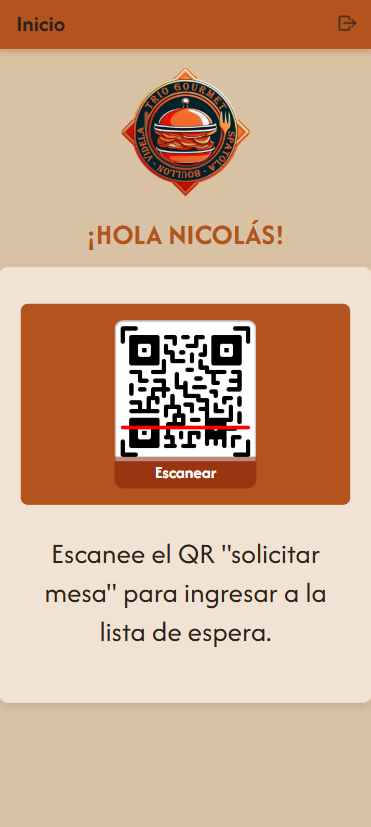 Inicio
TRIO GOURMET
SPATOLA - BOULLON - VIDELA
¡HOLA NICOLÁS!
Escanear
Escanee el QR "solicitar
mesa" para ingresar a la
lista de espera.